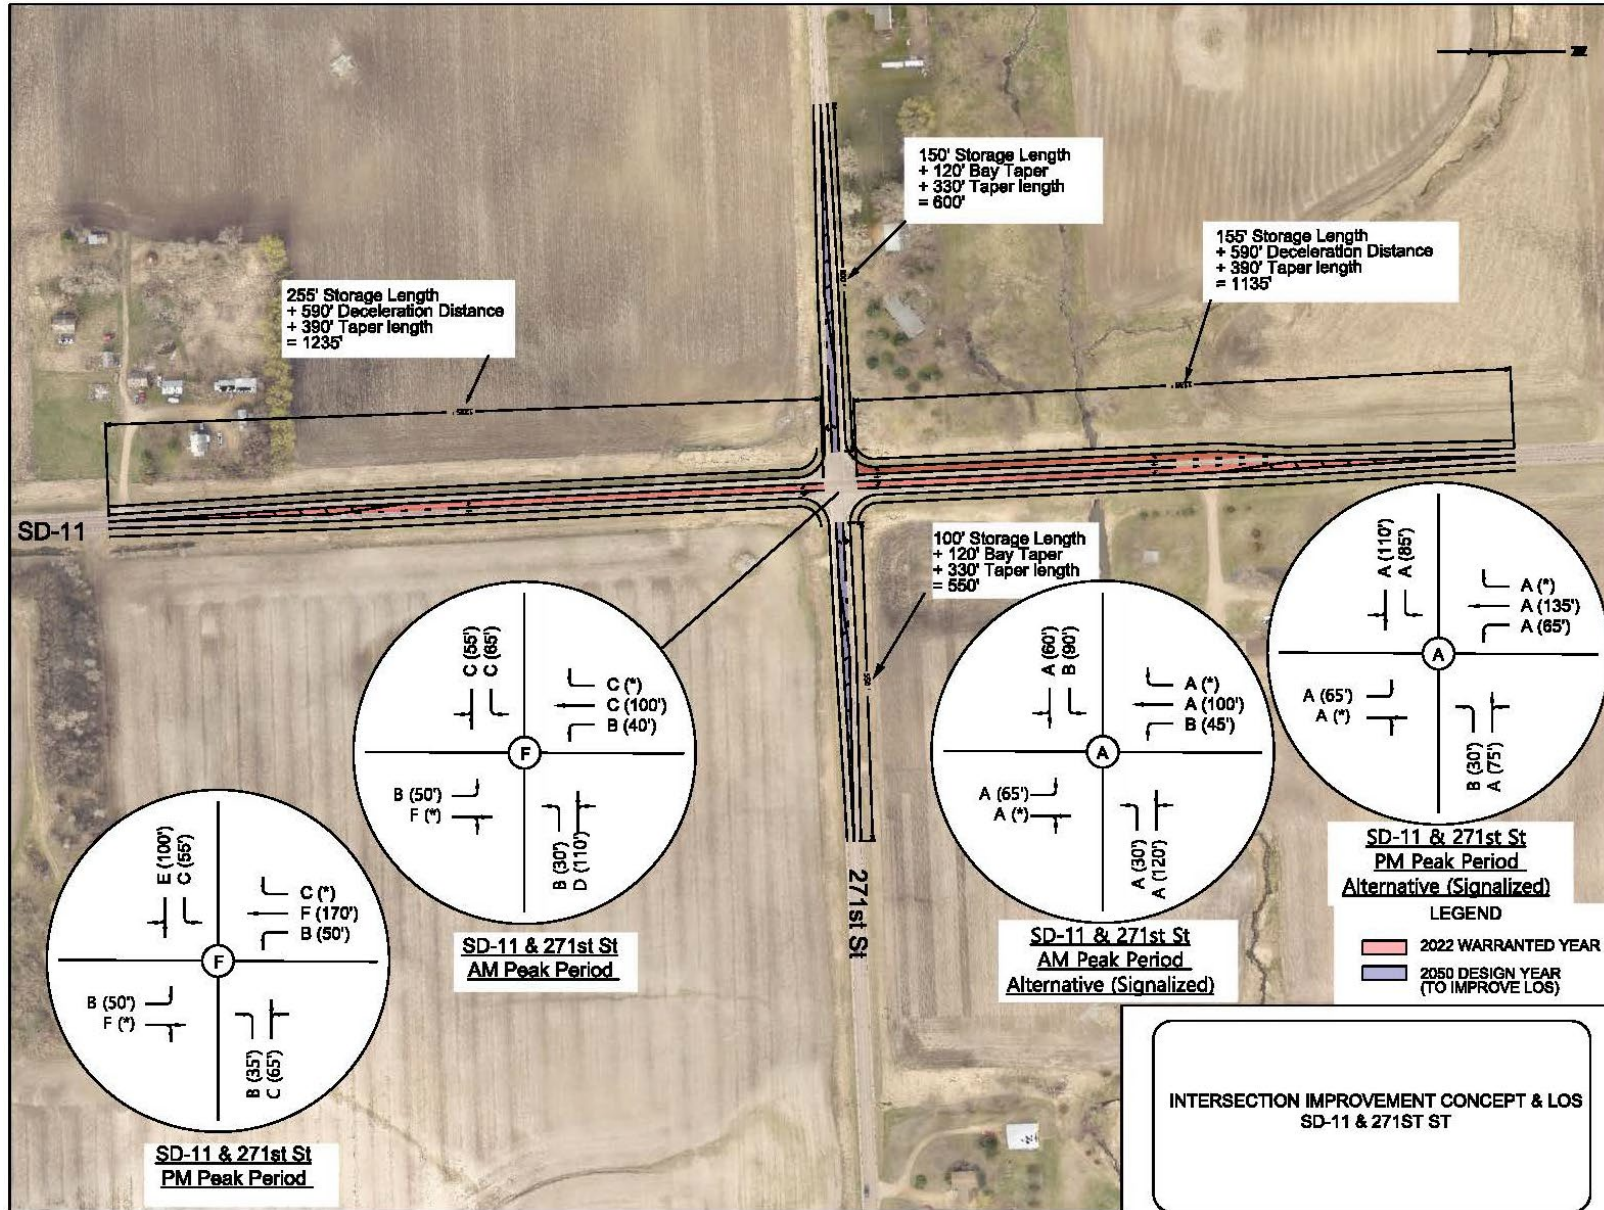 150' Storage Length
+ 120' Bay Taper
+ 330' Taper length
= 600'
155' Storage Length
+ 590' Deceleration Distance
+ 390' Taper length
= 1135'
255' Storage Length
+ 590' Deceleration Distance
+ 390' Taper length
= 1235'
SD-11
100' Storage Length
+ 120' Bay Taper
+ 330' Taper length
= 550'
271st St
E (100')
C (55')
C (*)
F (170')
B (50')
F
B (50')
F (*)
B (35')
C (65')
SD-11 & 271st St
PM Peak Period
C (55')
C (65')
C (*)
C (100')
B (40')
F
B (50')
F (*)
B (30')
D (110')
SD-11 & 271st St
AM Peak Period
A (60')
B (90')
A (*)
A (100')
B (45')
A
A (65')
A (*)
A (30')
A (120')
SD-11 & 271st St
AM Peak Period
Alternative (Signalized)
A (110')
A (85')
A (*)
A (135')
A (65')
A
A (65')
A (*)
B (30')
A (75')
SD-11 & 271st St
PM Peak Period
Alternative (Signalized)
LEGEND
2022 WARRANTED YEAR
2050 DESIGN YEAR
(TO IMPROVE LOS)
INTERSECTION IMPROVEMENT CONCEPT & LOS
SD-11 & 271ST ST